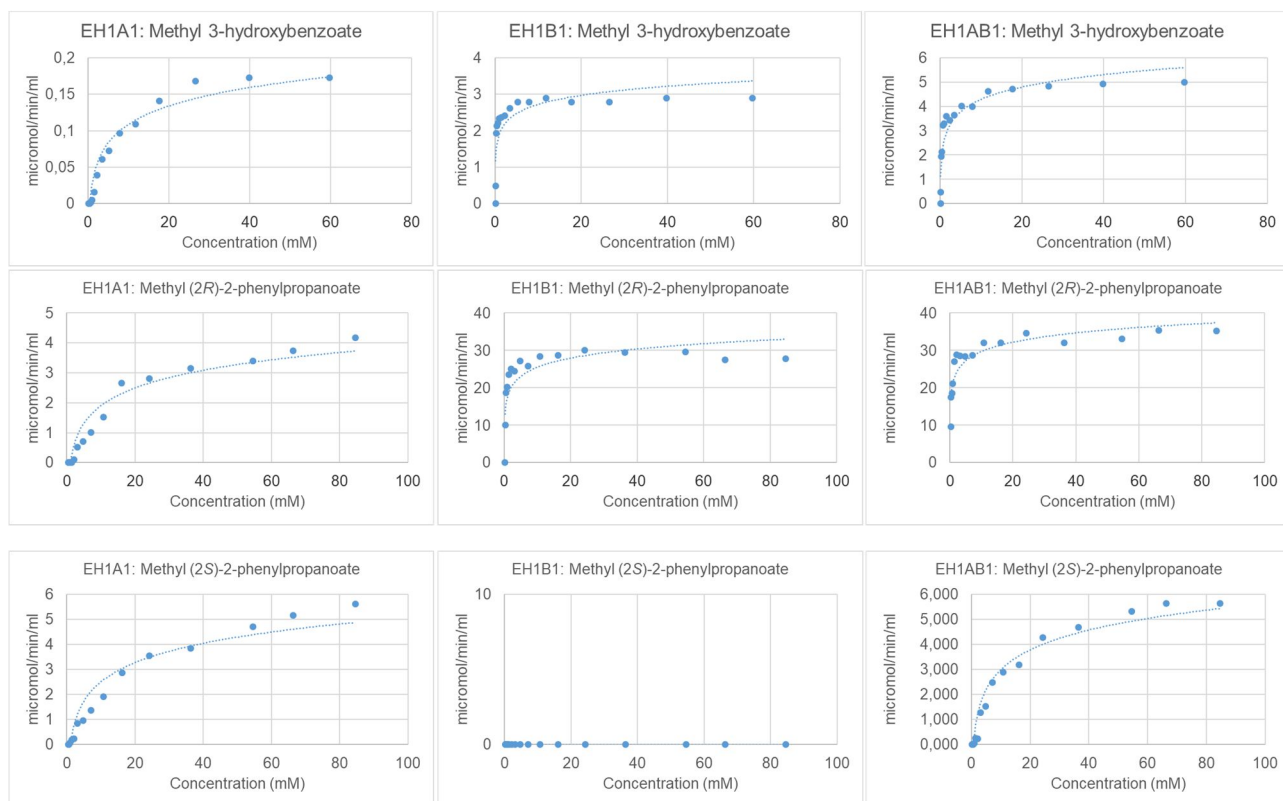 EH1A1: Methyl 3-hydroxybenzoate
0,2
0,15
0,1
0,05
0
0 20 40 60 80
micromol/min/ml
Concentration (mM)
EH1B1: Methyl 3-hydroxybenzoate
4
3
2
1
0
0 20 40 60 80
micromol/min/ml
Concentration (mM)
EH1AB1: Methyl 3-hydroxybenzoate
6
5
4
3
2
1
0
0 20 40 60 80
micromol/min/ml
Concentration (mM)
EH1A1: Methyl (2R)-2-phenylpropanoate
5
4
3
2
1
0
0 20 40 60 80 100
micromol/min/ml
Concentration (mM)
EH1B1: Methyl (2R)-2-phenylpropanoate
40
30
20
10
0
0 20 40 60 80 100
micromol/min/ml
Concentration (mM)
EH1AB1: Methyl (2R)-2-phenylpropanoate
40
30
20
10
0
0 20 40 60 80 100
micromol/min/ml
Concentration (mM)
EH1A1: Methyl (2S)-2-phenylpropanoate
6
5
4
3
2
1
0
0 20 40 60 80 100
micromol/min/ml
Concentration (mM)
EH1B1: Methyl (2S)-2-phenylpropanoate
10
0
0 20 40 60 80 100
micromol/min/ml
Concentration (mM)
EH1AB1: Methyl (2S)-2-phenylpropanoate
6,000
5,000
4,000
3,000
2,000
1,000
0,000
0 20 40 60 80 100
micromol/min/ml
Concentration (mM)